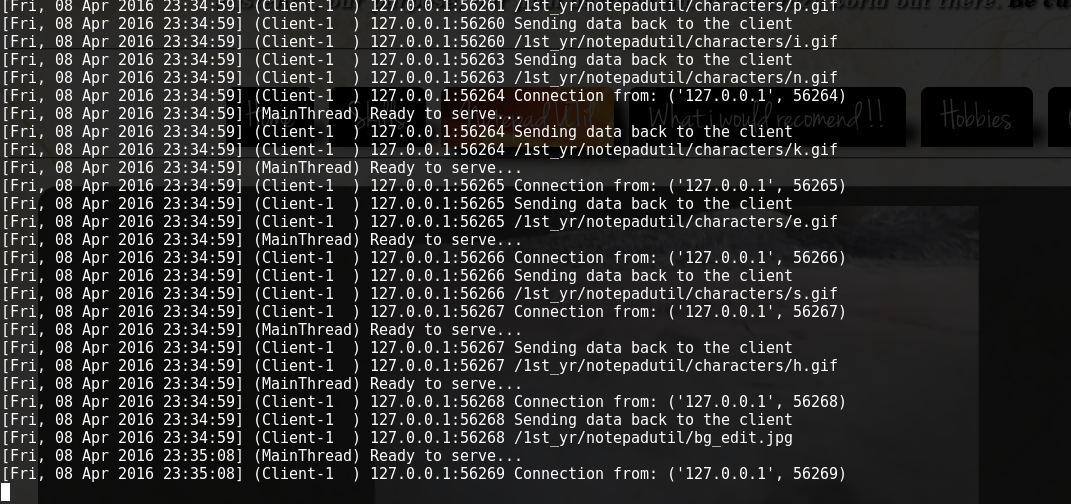 [Fri, 08 Apr 2016 23:34:59] (Client-1  ) 127.0.0.1:56261 /1st_yr/notepadutil/characters/p.gif
[Fri, 08 Apr 2016 23:34:59] (Client-1  ) 127.0.0.1:56260 Sending data back to the client
[Fri, 08 Apr 2016 23:34:59] (Client-1  ) 127.0.0.1:56260 /1st_yr/notepadutil/characters/i.gif
[Fri, 08 Apr 2016 23:34:59] (Client-1  ) 127.0.0.1:56263 Sending data back to the client
[Fri, 08 Apr 2016 23:34:59] (Client-1  ) 127.0.0.1:56263 /1st_yr/notepadutil/characters/n.gif
[Fri, 08 Apr 2016 23:34:59] (Client-1  ) 127.0.0.1:56264 Connection from: ('127.0.0.1', 56264)
[Fri, 08 Apr 2016 23:34:59] (MainThread) Ready to serve...
What i would recomend !!
Hobbies
[Fri, 08 Apr 2016 23:34:59] (Client-1  ) 127.0.0.1:56264 Sending data back to the client
[Fri, 08 Apr 2016 23:34:59] (Client-1  ) 127.0.0.1:56264 /1st_yr/notepadutil/characters/k.gif
[Fri, 08 Apr 2016 23:34:59] (MainThread) Ready to serve...
[Fri, 08 Apr 2016 23:34:59] (Client-1  ) 127.0.0.1:56265 Connection from: ('127.0.0.1', 56265)
[Fri, 08 Apr 2016 23:34:59] (Client-1  ) 127.0.0.1:56265 Sending data back to the client
[Fri, 08 Apr 2016 23:34:59] (Client-1  ) 127.0.0.1:56265 /1st_yr/notepadutil/characters/e.gif
[Fri, 08 Apr 2016 23:34:59] (MainThread) Ready to serve...
[Fri, 08 Apr 2016 23:34:59] (Client-1  ) 127.0.0.1:56266 Connection from: ('127.0.0.1', 56266)
[Fri, 08 Apr 2016 23:34:59] (Client-1  ) 127.0.0.1:56266 Sending data back to the client
[Fri, 08 Apr 2016 23:34:59] (Client-1  ) 127.0.0.1:56266 /1st_yr/notepadutil/characters/s.gif
[Fri, 08 Apr 2016 23:34:59] (Client-1  ) 127.0.0.1:56267 Connection from: ('127.0.0.1', 56267)
[Fri, 08 Apr 2016 23:34:59] (MainThread) Ready to serve...
[Fri, 08 Apr 2016 23:34:59] (Client-1  ) 127.0.0.1:56267 Sending data back to the client
[Fri, 08 Apr 2016 23:34:59] (Client-1  ) 127.0.0.1:56267 /1st_yr/notepadutil/characters/h.gif
[Fri, 08 Apr 2016 23:34:59] (MainThread) Ready to serve...
[Fri, 08 Apr 2016 23:34:59] (Client-1  ) 127.0.0.1:56268 Connection from: ('127.0.0.1', 56268)
[Fri, 08 Apr 2016 23:34:59] (Client-1  ) 127.0.0.1:56268 Sending data back to the client
[Fri, 08 Apr 2016 23:34:59] (Client-1  ) 127.0.0.1:56268 /1st_yr/notepadutil/bg_edit.jpg
[Fri, 08 Apr 2016 23:35:08] (MainThread) Ready to serve...
[Fri, 08 Apr 2016 23:35:08] (Client-1  ) 127.0.0.1:56269 Connection from: ('127.0.0.1', 56269)